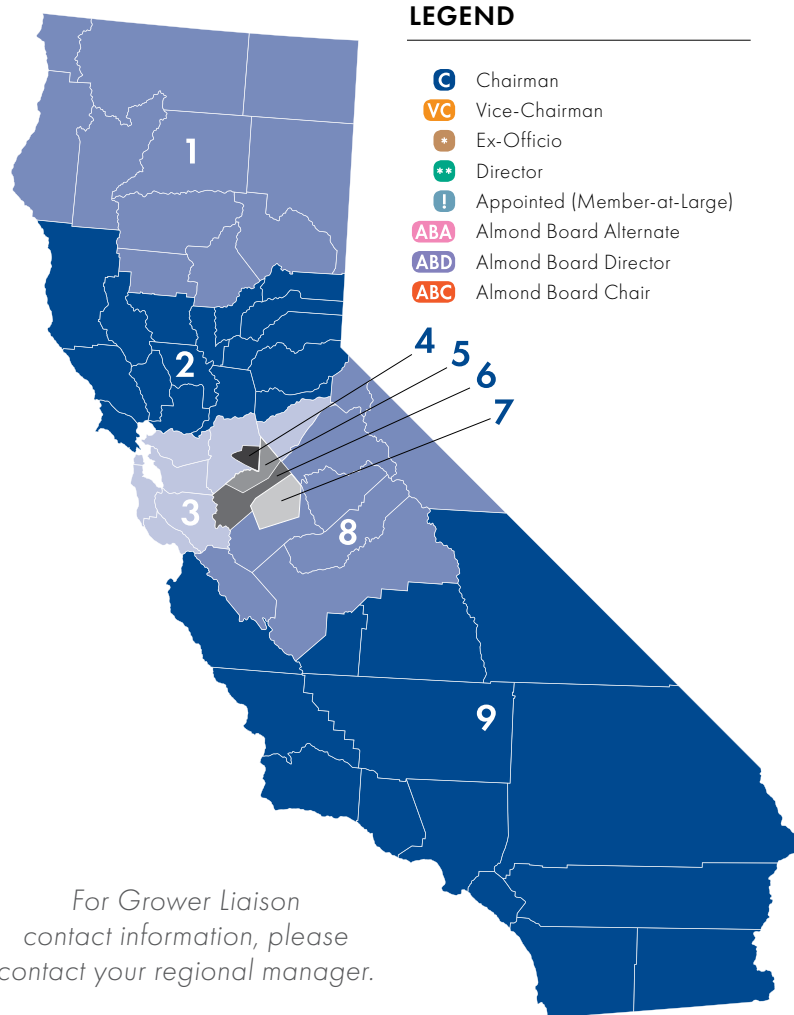 LEGEND
C Chairman
VC Vice-Chairman
* Ex-Officio
** Director
! Appointed (Member-at-Large)
ABA Almond Board Alternate
ABD Almond Board Director
ABC Almond Board Chair
1
2
3
4
5
6
7
8
9
For Grower Liaison
contact information, please
contact your regional manager.